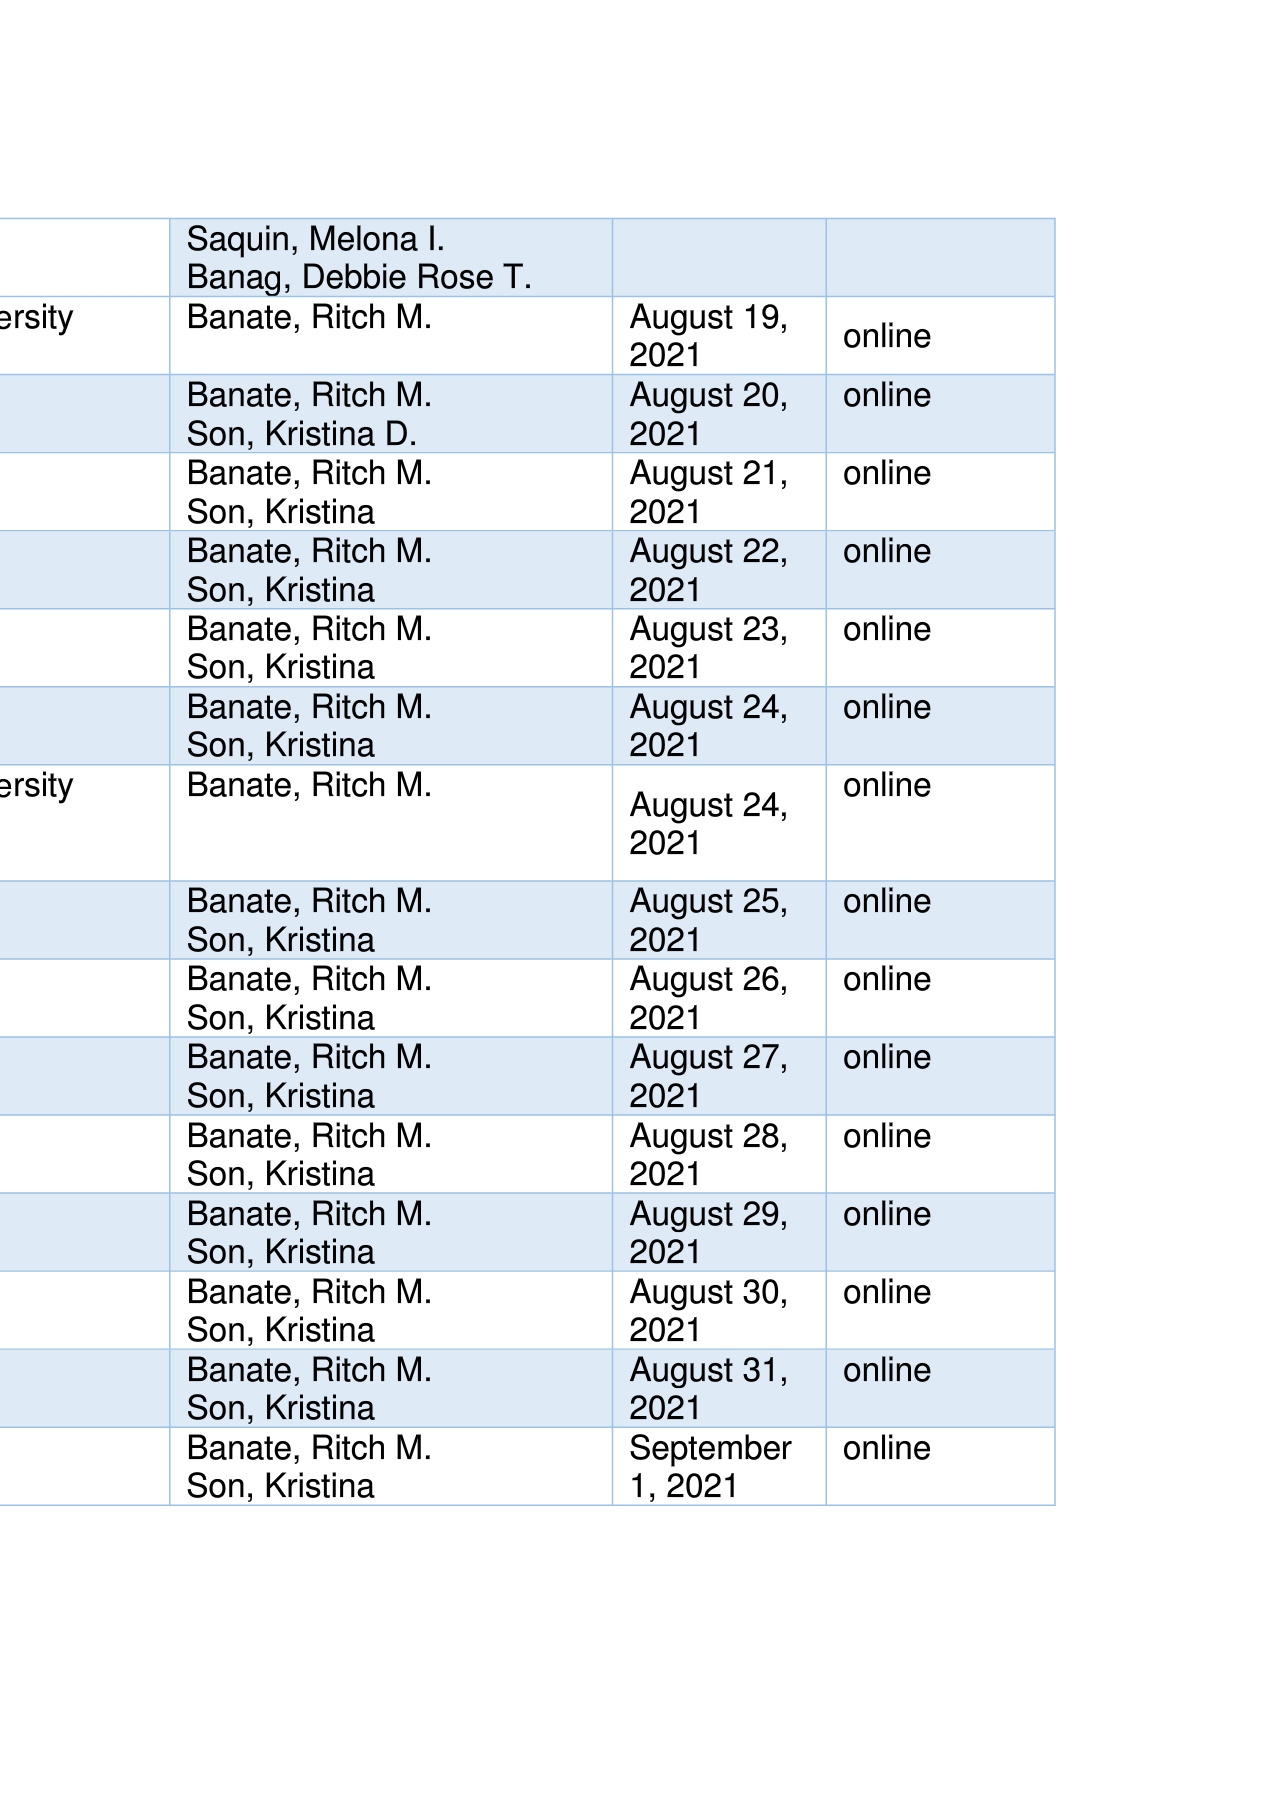 Saquin, Melona I.
Banag, Debbie Rose T.
ersity Banate, Ritch M. August 19,
2021
online
Banate, Ritch M. August 20, online
Son, Kristina D. 2021
Banate, Ritch M. August 21, online
Son, Kristina 2021
Banate, Ritch M. August 22, online
Son, Kristina 2021
Banate, Ritch M. August 23, online
Son, Kristina 2021
Banate, Ritch M. August 24, online
Son, Kristina 2021
ersity Banate, Ritch M. online
August 24,
2021
Banate, Ritch M. August 25, online
Son, Kristina 2021
Banate, Ritch M. August 26, online
Son, Kristina 2021
Banate, Ritch M. August 27, online
Son, Kristina 2021
Banate, Ritch M. August 28, online
Son, Kristina 2021
Banate, Ritch M. August 29, online
Son, Kristina 2021
Banate, Ritch M. August 30, online
Son, Kristina 2021
Banate, Ritch M. August 31, online
Son, Kristina 2021
Banate, Ritch M. September online
Son, Kristina 1, 2021